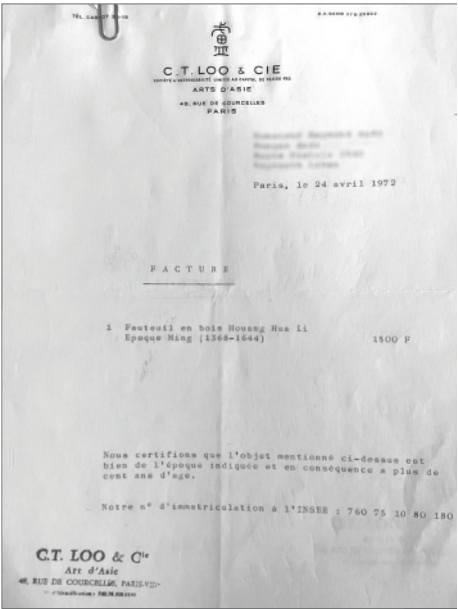 C.T. LOO & CIE
ARTS D'ASIE
48, RUE DE COURCELLES
PARIS
Paris, le 24 avril 1972
FACTURE
1 Fauteuil en bois Houang Hua Li
Epoque Ming (1368-1644) 1500 F
Nous certifions que l'objet mentionné ci-dessus est
bien de l'époque indiquée et en conséquence a plus de
cent ans d'age.
Notre n° d'immatriculation à l'INSEE : 760 75 10 80 180
C.T. LOO & Cie
Art d'Asie
48, RUE DE COURCELLES, PARIS-VIIIe